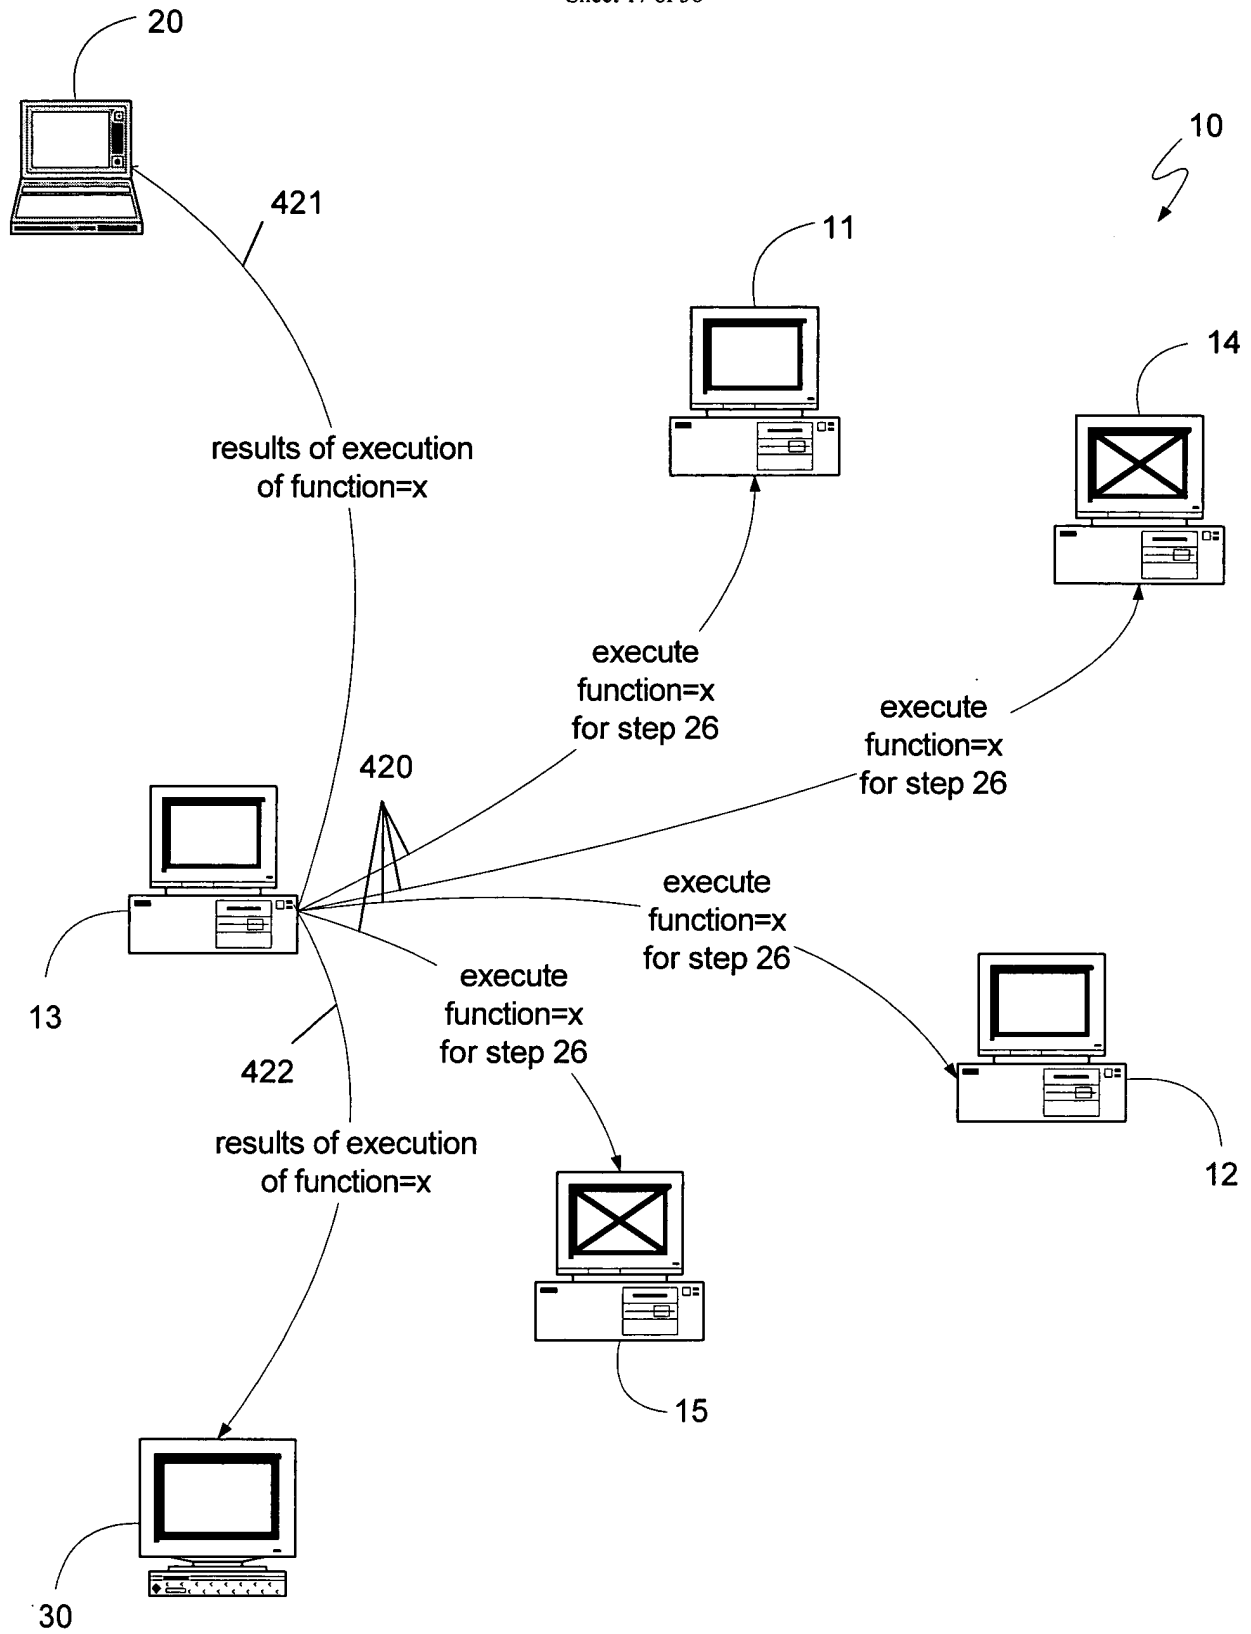 20
10
421
11
14
results of execution
of function=x
execute
function=x
for step 26
execute
function=x
for step 26
420
execute
function=x
for step 26
execute
function=x
for step 26
13
422
12
results of execution
of function=x
15
30